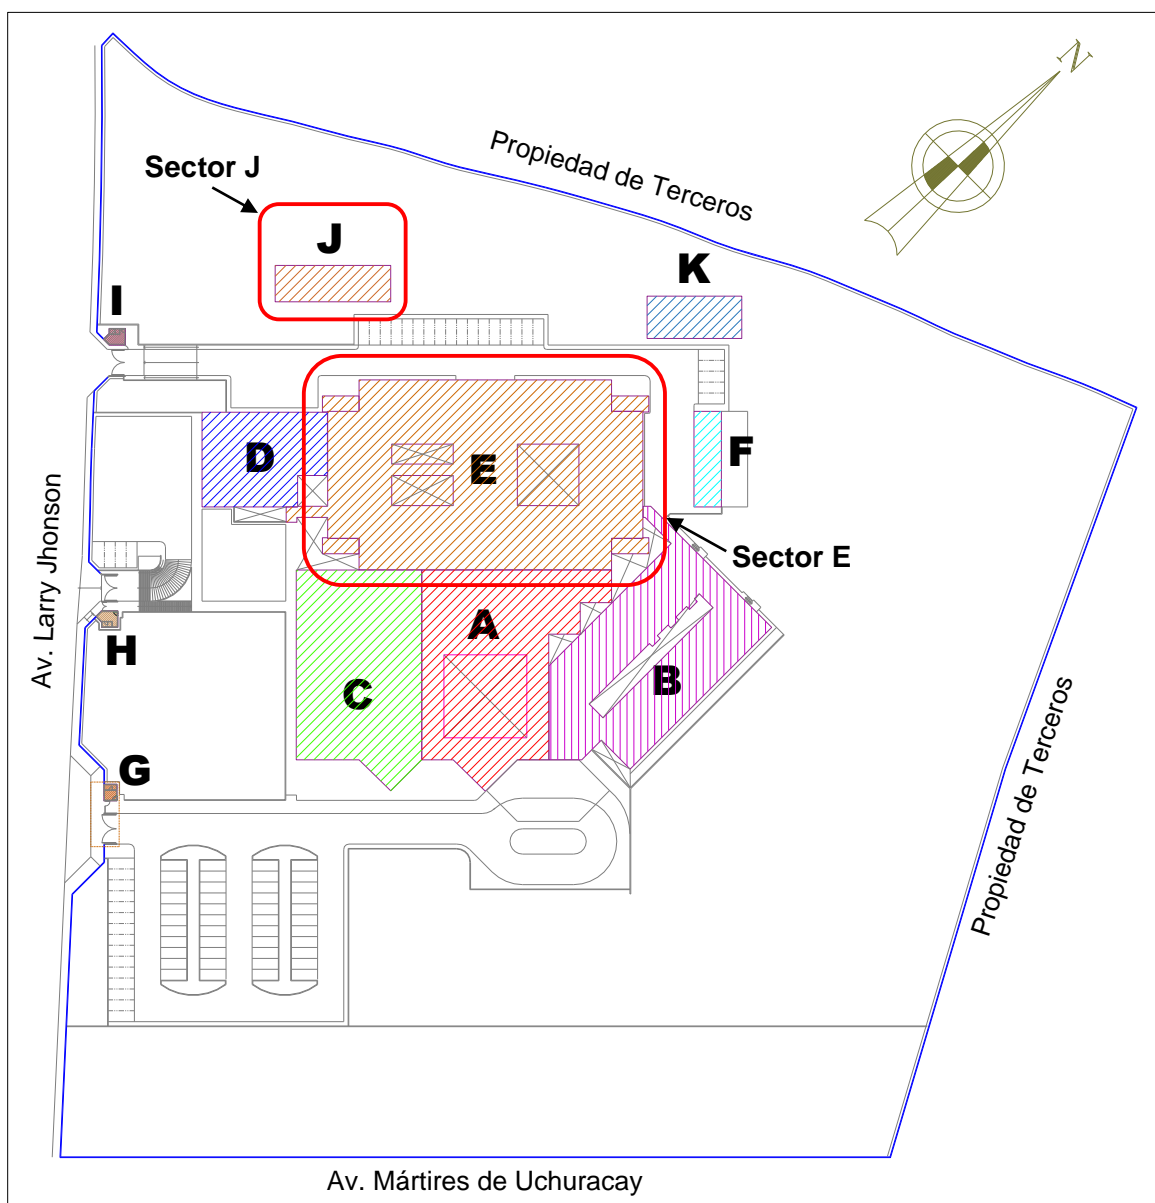 N
Propiedad de Terceros
Sector J
J
K
I
D
E
F
Sector E
Av. Larry Jhonson
H
A
C
B
G
Propiedad de Terceros
Av. Mártires de Uchuracay